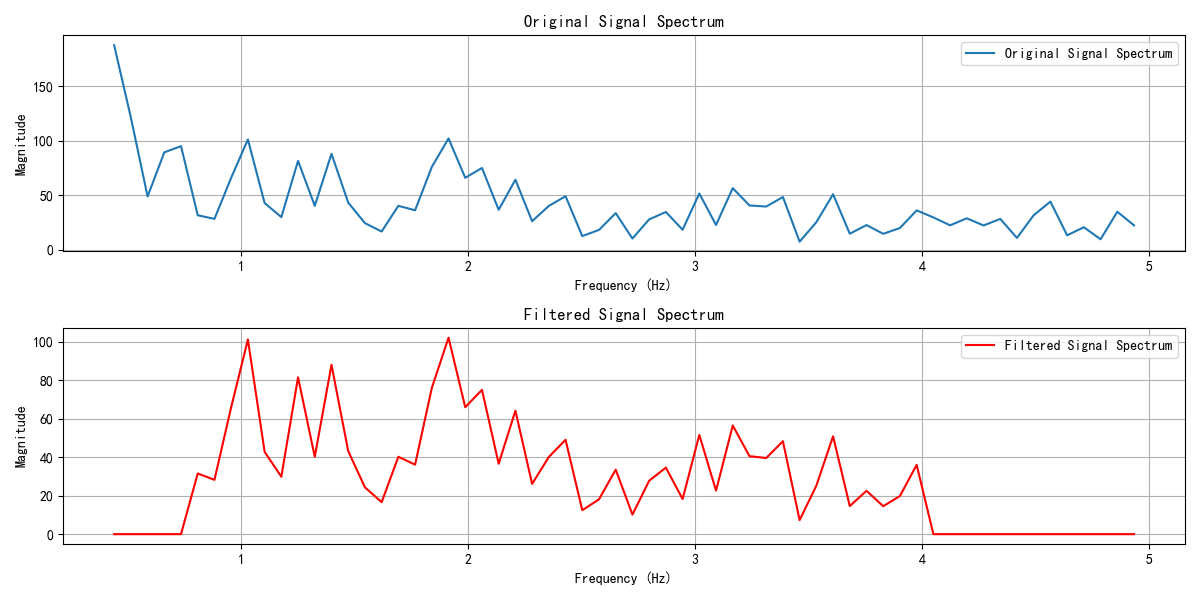 Original Signal Spectrum
Original Signal Spectrum
Magnitude
150
100
50
0
1 2 3 4 5
Frequency (Hz)
Filtered Signal Spectrum
Filtered Signal Spectrum
Magnitude
100
80
60
40
20
0
1 2 3 4 5
Frequency (Hz)